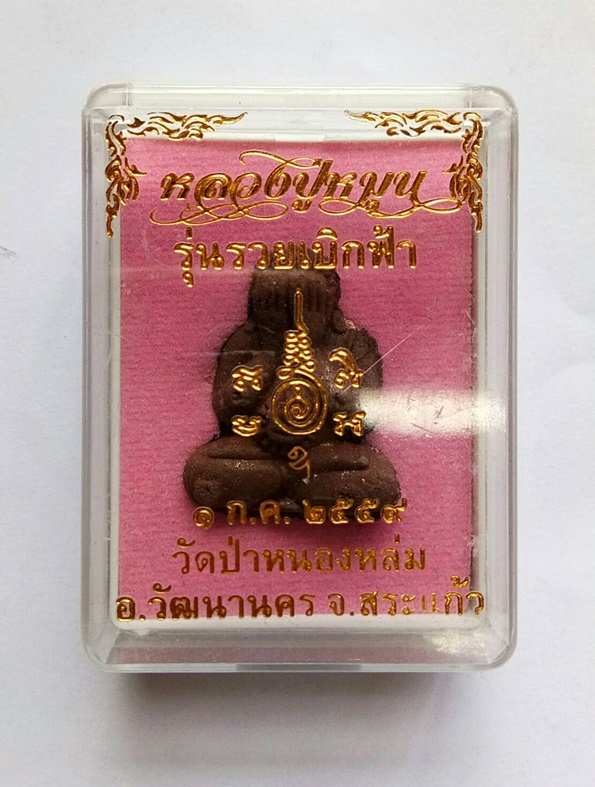 หลวงปู่หมุน
รุ่นรวยเบิกฟ้า
๑ ก.ค. ๒๕๕๙
วัดป่าหนองหล่ม
อ.วัฒนานคร จ.สระแก้ว